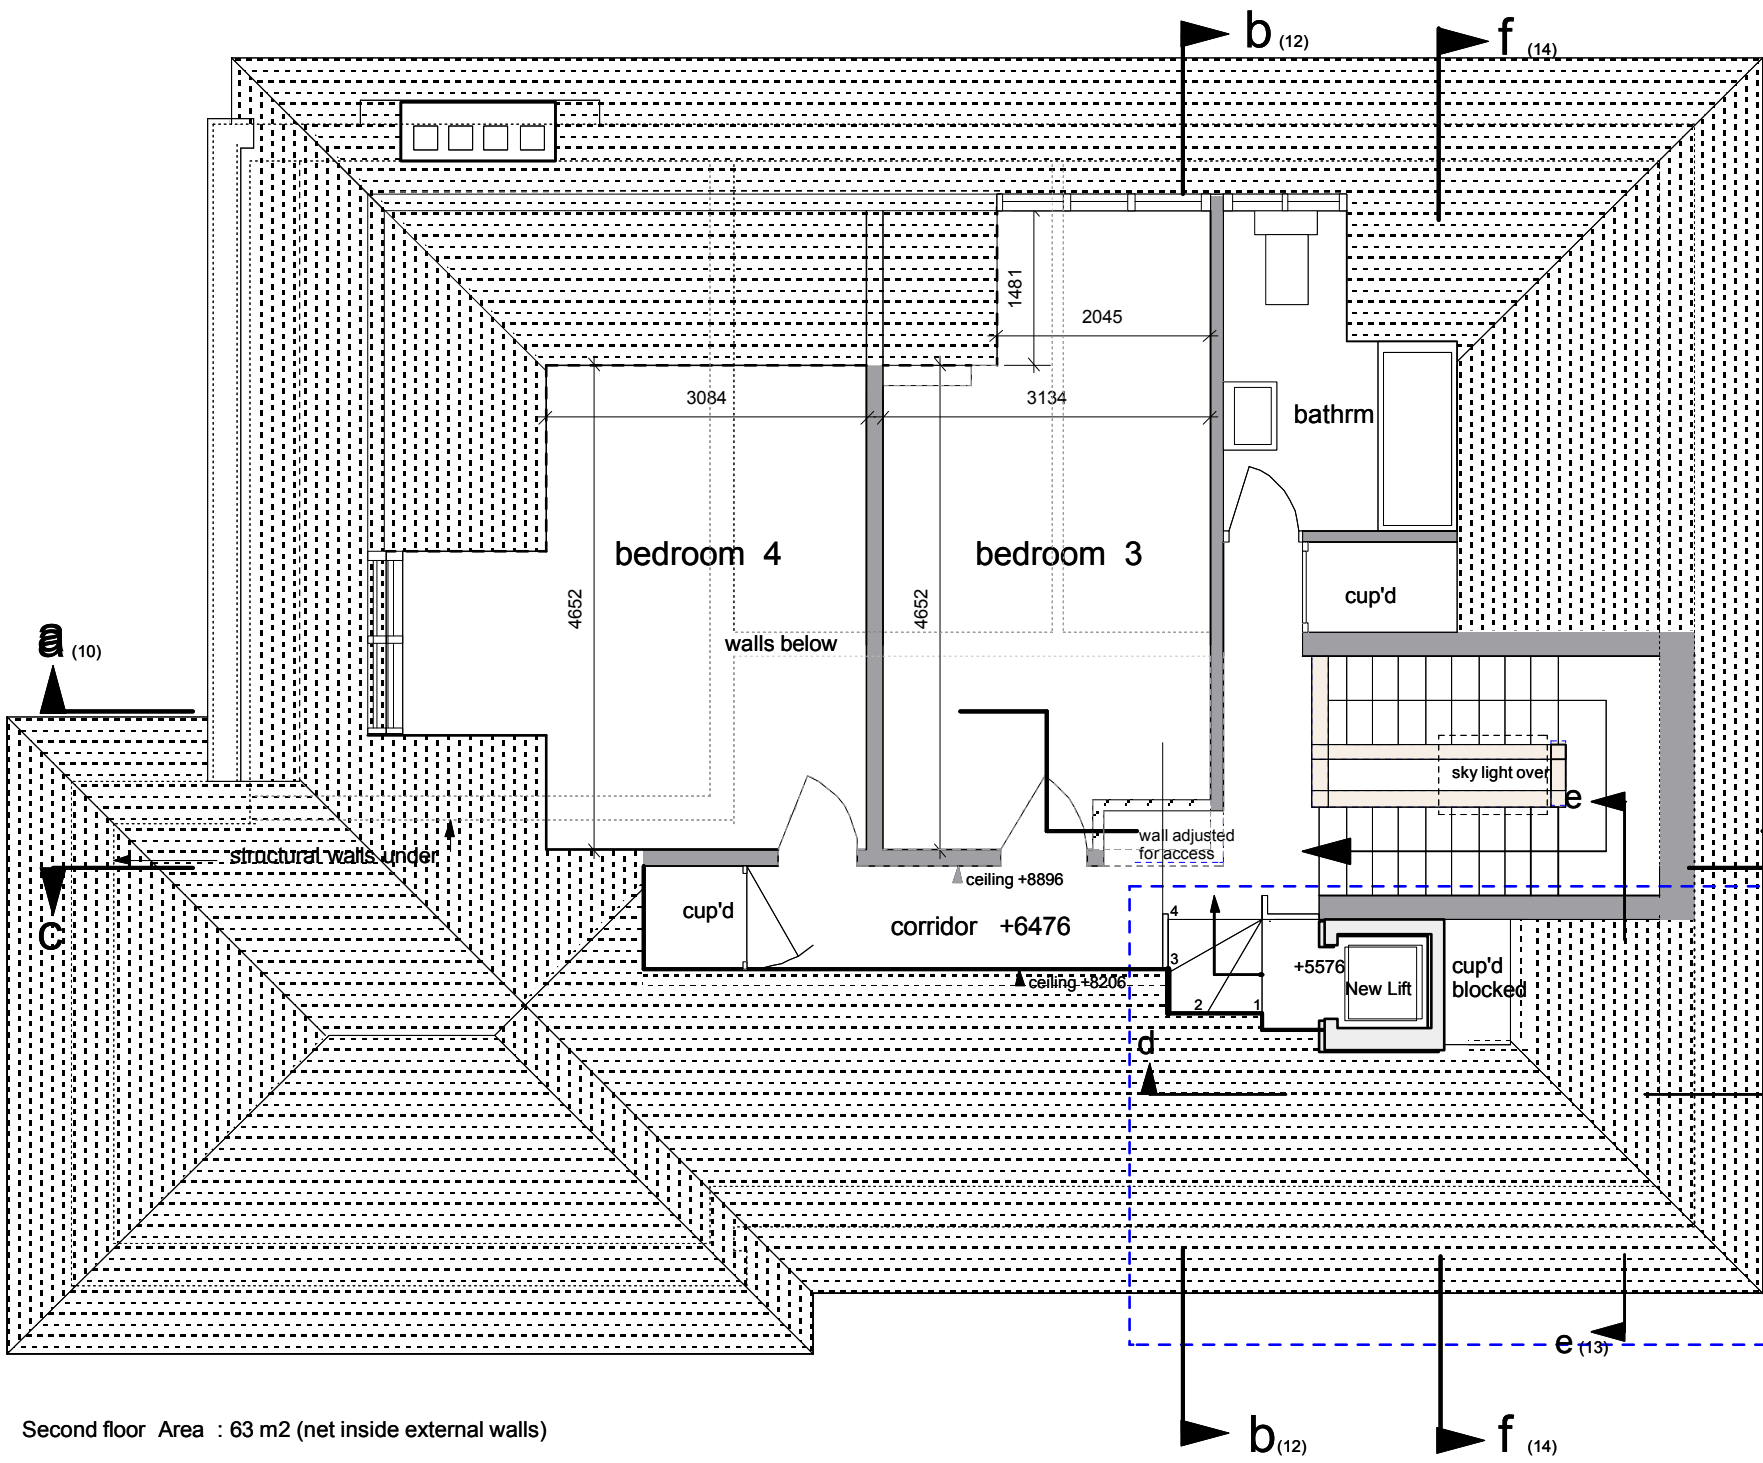 b (12)
f (14)
1481
2045
3084
3134
bathrm
bedroom 4
bedroom 3
4652
4652
cup'd
a (10)
walls below
sky light over
e
wall adjusted
for access
structural walls under
ceiling +8896
cup'd
corridor +6476
4
3
2
1
c
+5576
New Lift
cup'd
blocked
ceiling +8206
d
e (13)
Second floor Area : 63 m2 (net inside external walls)
b (12)
f (14)